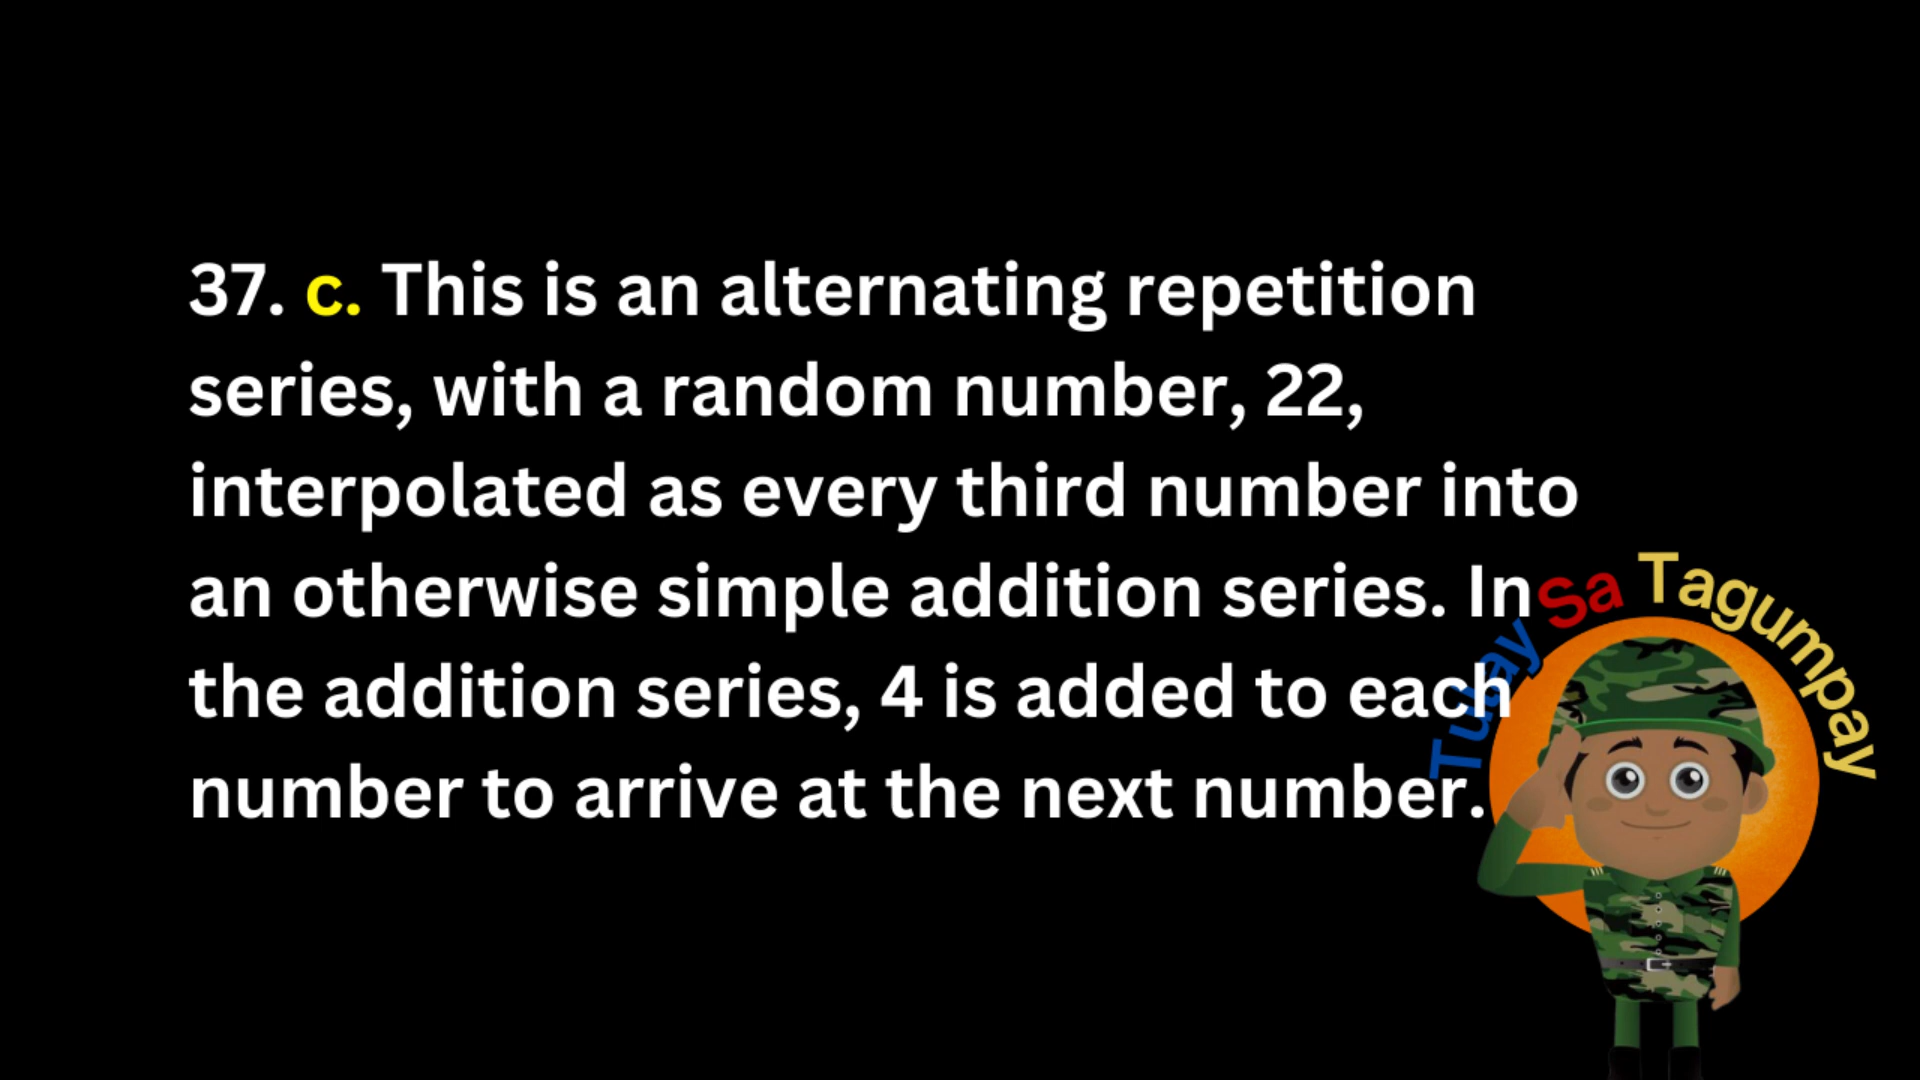 37. c. This is an alternating repetition
series, with a random number, 22,
interpolated as every third number into
an otherwise simple addition series. In
the addition series, 4 is added to each
number to arrive at the next number.
Tulay Sa Tagumpay